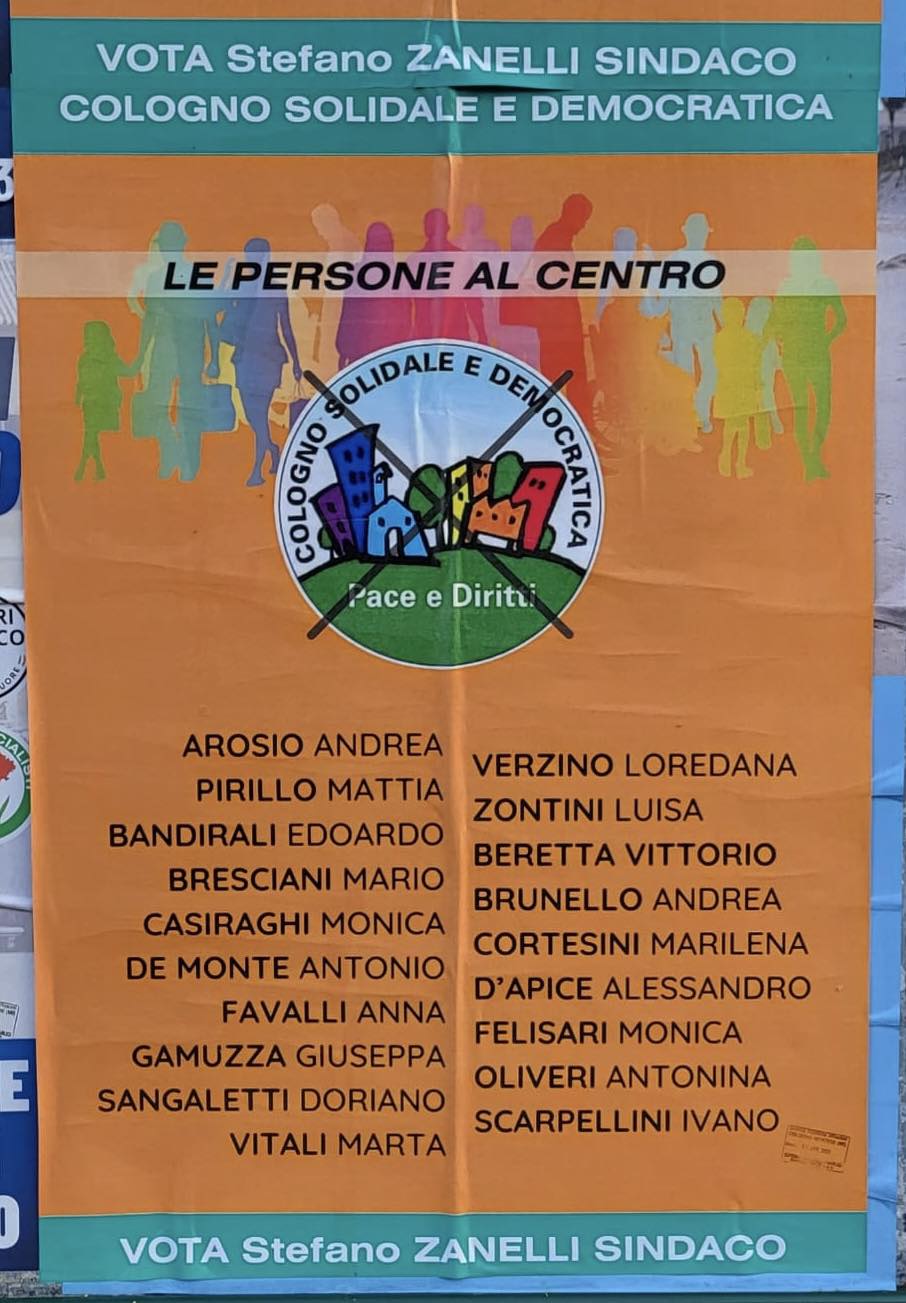 VOTA Stefano ZANELLI SINDACO
COLOGNO SOLIDALE E DEMOCRATICA
LE PERSONE AL CENTRO
COLOGNO SOLIDALE E DEMOCRATICA
Pace e Diritti
AROSIO ANDREA
PIRILLO MATTIA
BANDIRALI EDOARDO
BRESCIANI MARIO
CASIRAGHI MONICA
DE MONTE ANTONIO
FAVALLI ANNA
GAMUZZA GIUSEPPA
SANGALETTI DORIANO
VITALI MARTA
VERZINO LOREDANA
ZONTINI LUISA
BERETTA VITTORIO
BRUNELLO ANDREA
CORTESINI MARILENA
D'APICE ALESSANDRO
FELISARI MONICA
OLIVERI ANTONINA
SCARPELLINI IVANO
VOTA Stefano ZANELLI SINDACO